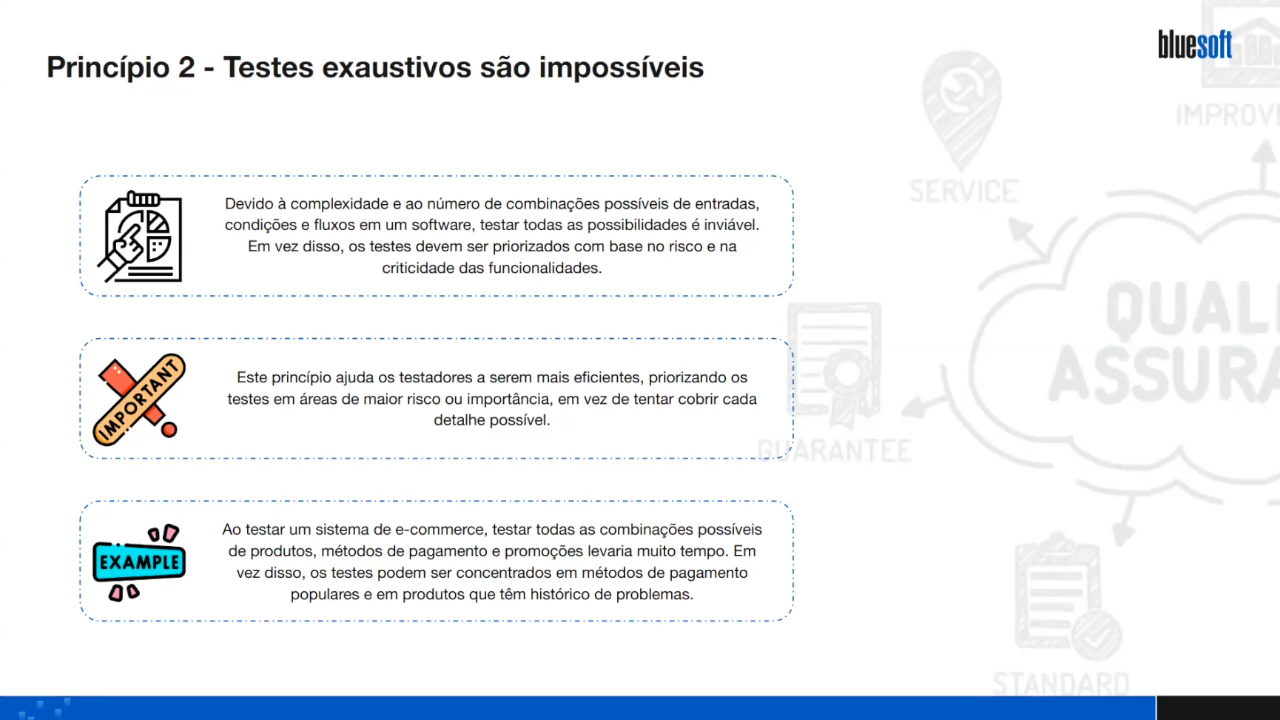 bluesoft
Princípio 2 - Testes exaustivos são impossíveis
IMPROVE
SERVICE
Devido à complexidade e ao número de combinações possíveis de entradas,
condições e fluxos em um software, testar todas as possibilidades é inviável.
Em vez disso, os testes devem ser priorizados com base no risco e na
criticidade das funcionalidades.
QUALI
ASSURA
IMPORTANT
Este princípio ajuda os testadores a serem mais eficientes, priorizando os
testes em áreas de maior risco ou importância, em vez de tentar cobrir cada
detalhe possível.
GUARANTEE
EXAMPLE
Ao testar um sistema de e-commerce, testar todas as combinações possíveis
de produtos, métodos de pagamento e promoções levaria muito tempo. Em
vez disso, os testes podem ser concentrados em métodos de pagamento
populares e em produtos que têm histórico de problemas.
STANDARD